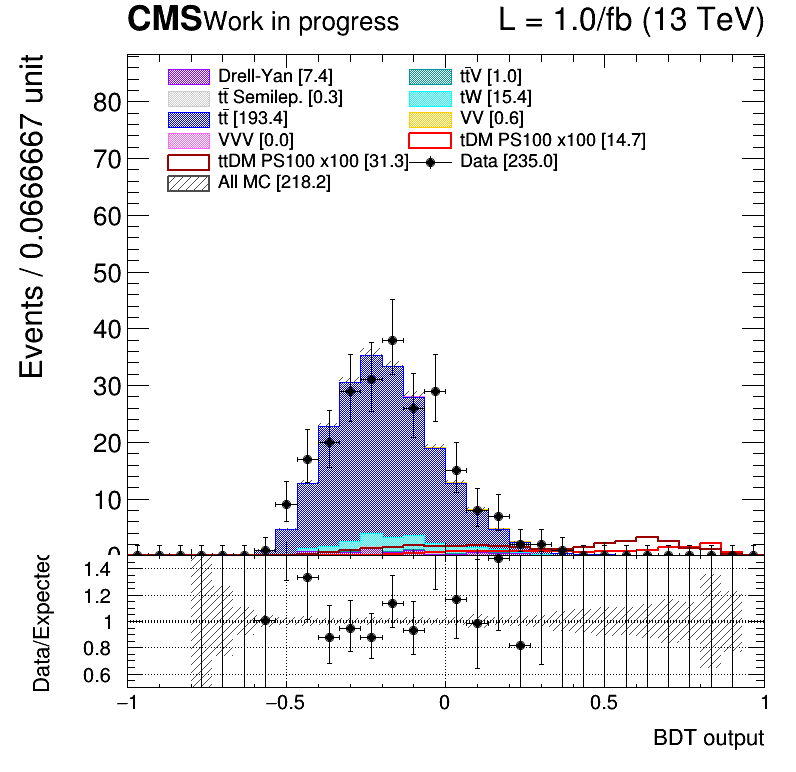 CMS Work in progress L = 1.0/fb (13 TeV)
Events / 0.0666667 unit
80
70
60
50
40
30
20
10
0
Drell-Yan [7.4]
tt̄V [1.0]
tt̄ Semilep. [0.3]
tW [15.4]
tt̄ [193.4]
VV [0.6]
VVV [0.0]
tDM PS100 x100 [14.7]
ttDM PS100 x100 [31.3]
Data [235.0]
All MC [218.2]
Data/Expected
1.4
1.2
1
0.8
0.6
−1 −0.5 0 0.5 1
BDT output